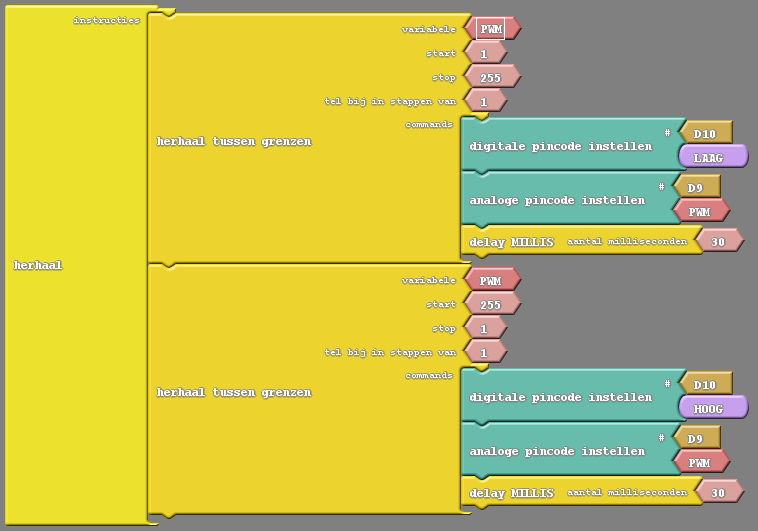 instructies
variabele PWM
start 1
stop 255
tel bij in stappen van 1
commands
herhaal tussen grenzen
digitale pincode instellen # D10
LAAG
analoge pincode instellen # D9
PWM
delay MILLIS aantal milliseconden 30
herhaal
variabele PWM
start 255
stop 1
tel bij in stappen van 1
commands
herhaal tussen grenzen
digitale pincode instellen # D10
HOOG
analoge pincode instellen # D9
PWM
delay MILLIS aantal milliseconden 30